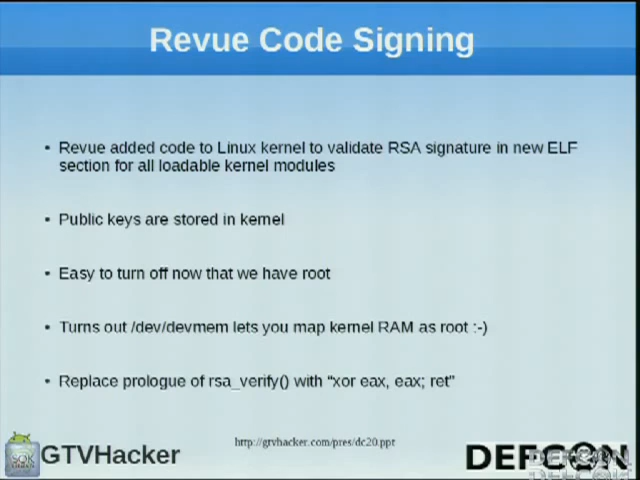 Revue Code Signing
Revue added code to Linux kernel to validate RSA signature in new ELF
section for all loadable kernel modules
Public keys are stored in kernel
Easy to turn off now that we have root
Turns out /dev/devmem lets you map kernel RAM as root :-)
Replace prologue of rsa_verify() with “xor eax, eax; ret”
http://gtvhacker.com/pres/dc20.ppt
GTVHacker
DEFCON
DEFCON